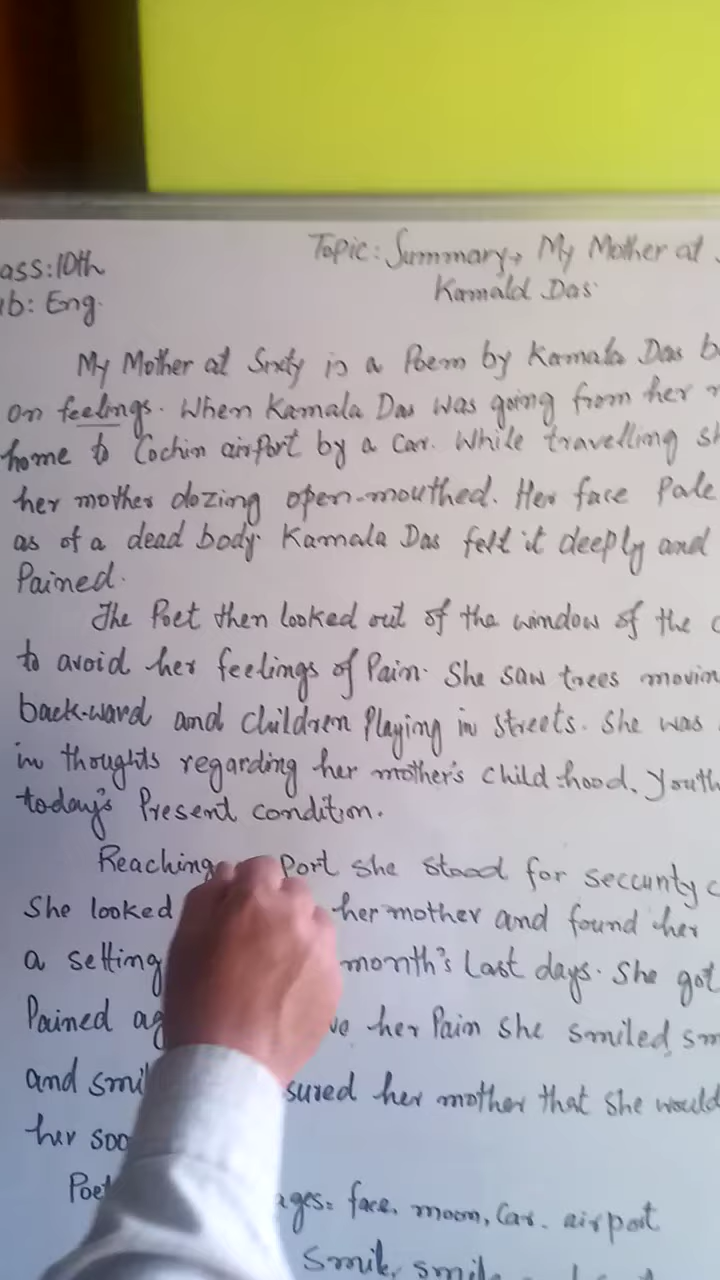 ass:10th
Topic: Summary, My Mother at
ub: Eng.
Kamald Das
My Mother at Sixty is a Poem by Kamala Das b
on feelings. When Kamala Das was going from her
home to Cochin airport by a Car. While travelling sh
her mother dozing open-mouthed. Her face Pale
as of a dead body. Kamala Das felt it deeply and
Pained.
The Poet then looked out of the window of the c
to avoid her feelings of Pain. She saw trees movin
back-ward and children Playing in streets. She was
in thoughts regarding her mother's child-hood, youth
today's Present condition.
Reaching port she stood for security c
She looked her mother and found her
a setting month's last days. She got
Pained ag ve her Pain she smiled, sm
and smi sured her mother that she would
her soo
Poet ages= face, moon, Car, airport
Smile, smile